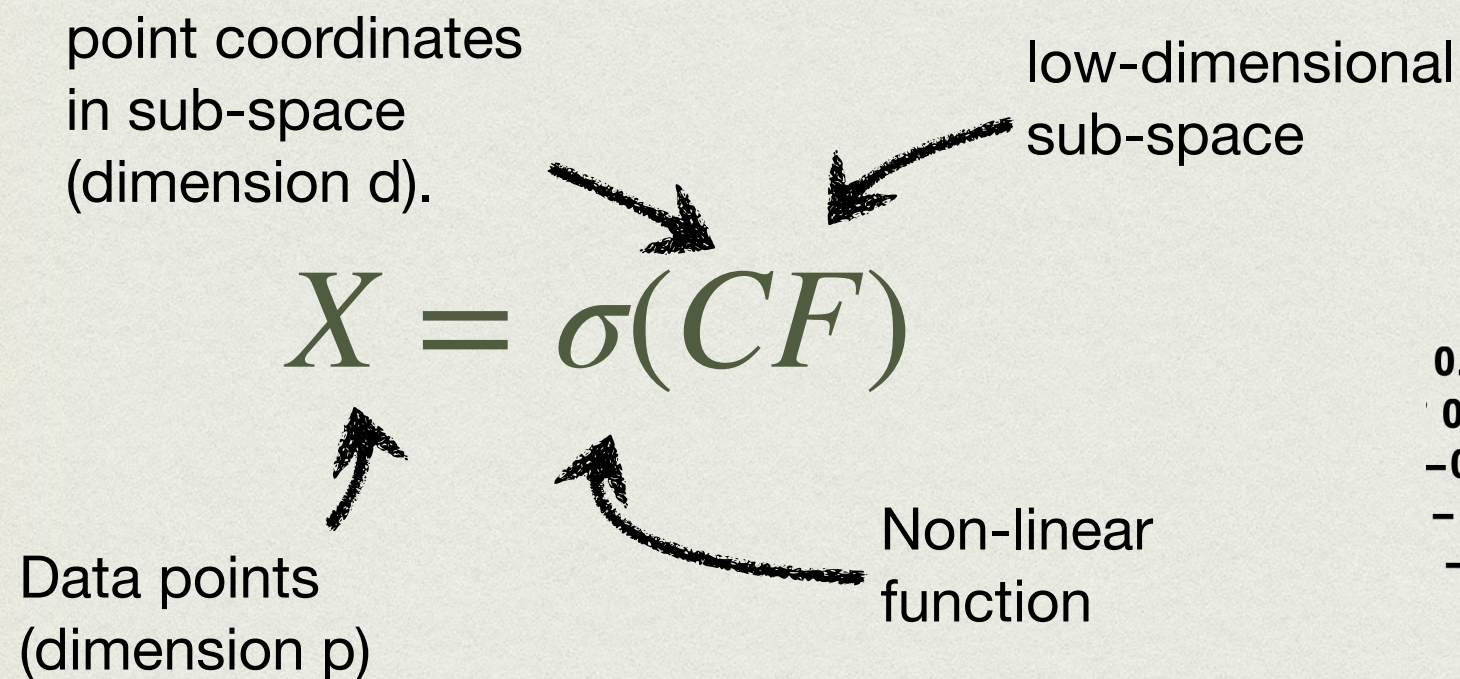 point coordinates
in sub-space
(dimension d).
low-dimensional
sub-space
X = σ(CF)
Data points
(dimension p)
Non-linear
function